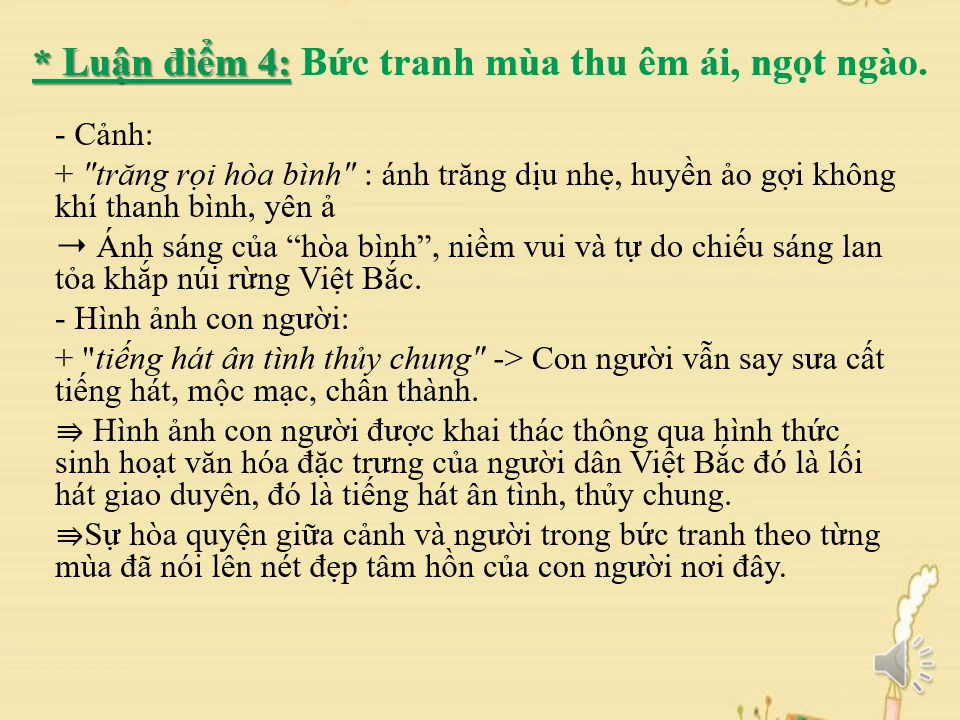 * Luận điểm 4: Bức tranh mùa thu êm ái, ngọt ngào.
- Cảnh:
+ "trăng rọi hòa bình" : ánh trăng dịu nhẹ, huyền ảo gợi không
khí thanh bình, yên ả
→ Ánh sáng của “hòa bình”, niềm vui và tự do chiếu sáng lan
tỏa khắp núi rừng Việt Bắc.
- Hình ảnh con người:
+ "tiếng hát ân tình thủy chung" -> Con người vẫn say sưa cất
tiếng hát, mộc mạc, chân thành.
⇛ Hình ảnh con người được khai thác thông qua hình thức
sinh hoạt văn hóa đặc trưng của người dân Việt Bắc đó là lối
hát giao duyên, đó là tiếng hát ân tình, thủy chung.
⇛Sự hòa quyện giữa cảnh và người trong bức tranh theo từng
mùa đã nói lên nét đẹp tâm hồn của con người nơi đây.